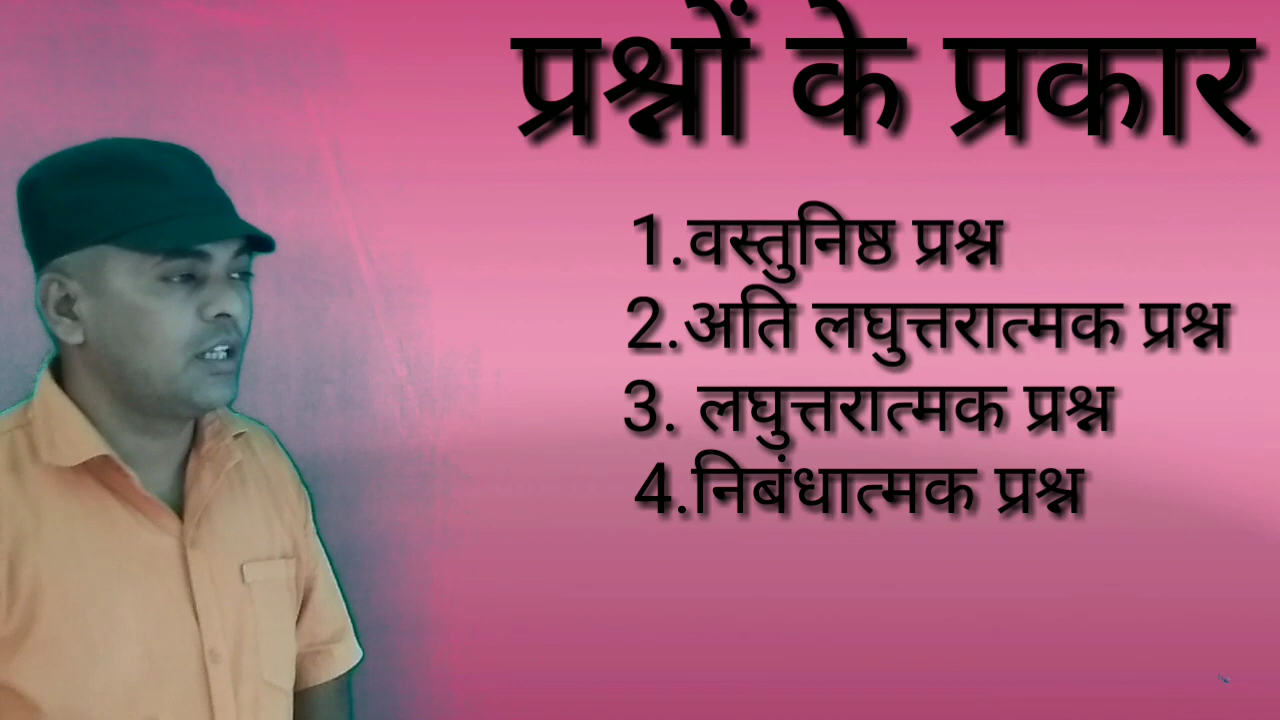 प्रश्नों के प्रकार
1.वस्तुनिष्ठ प्रश्न
2.अति लघुत्तरात्मक प्रश्न
3. लघुत्तरात्मक प्रश्न
4.निबंधात्मक प्रश्न